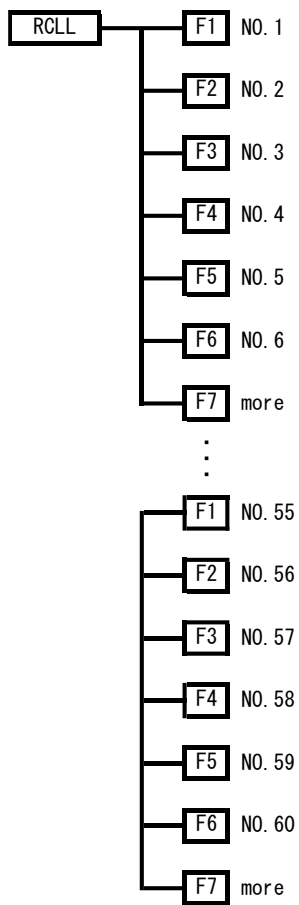 RCLL F1 NO. 1
F2 NO. 2
F3 NO. 3
F4 NO. 4
F5 NO. 5
F6 NO. 6
F7 more
F1 NO. 55
F2 NO. 56
F3 NO. 57
F4 NO. 58
F5 NO. 59
F6 NO. 60
F7 more